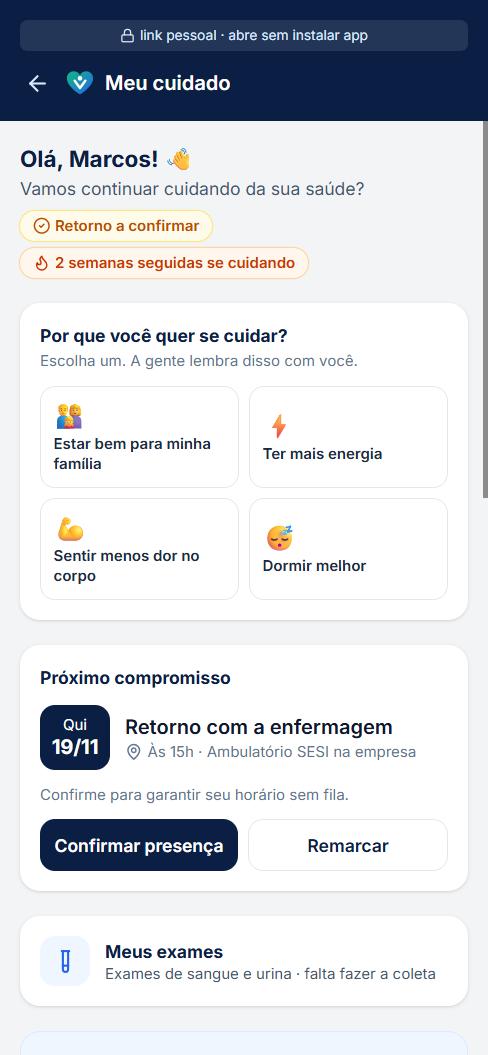 link pessoal · abre sem instalar app
Meu cuidado
Olá, Marcos! 👋
Vamos continuar cuidando da sua saúde?
Retorno a confirmar
2 semanas seguidas se cuidando
Por que você quer se cuidar?
Escolha um. A gente lembra disso com você.
Estar bem para minha
família
Ter mais energia
Sentir menos dor no
corpo
Dormir melhor
Próximo compromisso
Qui
19/11
Retorno com a enfermagem
Às 15h · Ambulatório SESI na empresa
Confirme para garantir seu horário sem fila.
Confirmar presença
Remarcar
Meus exames
Exames de sangue e urina · falta fazer a coleta